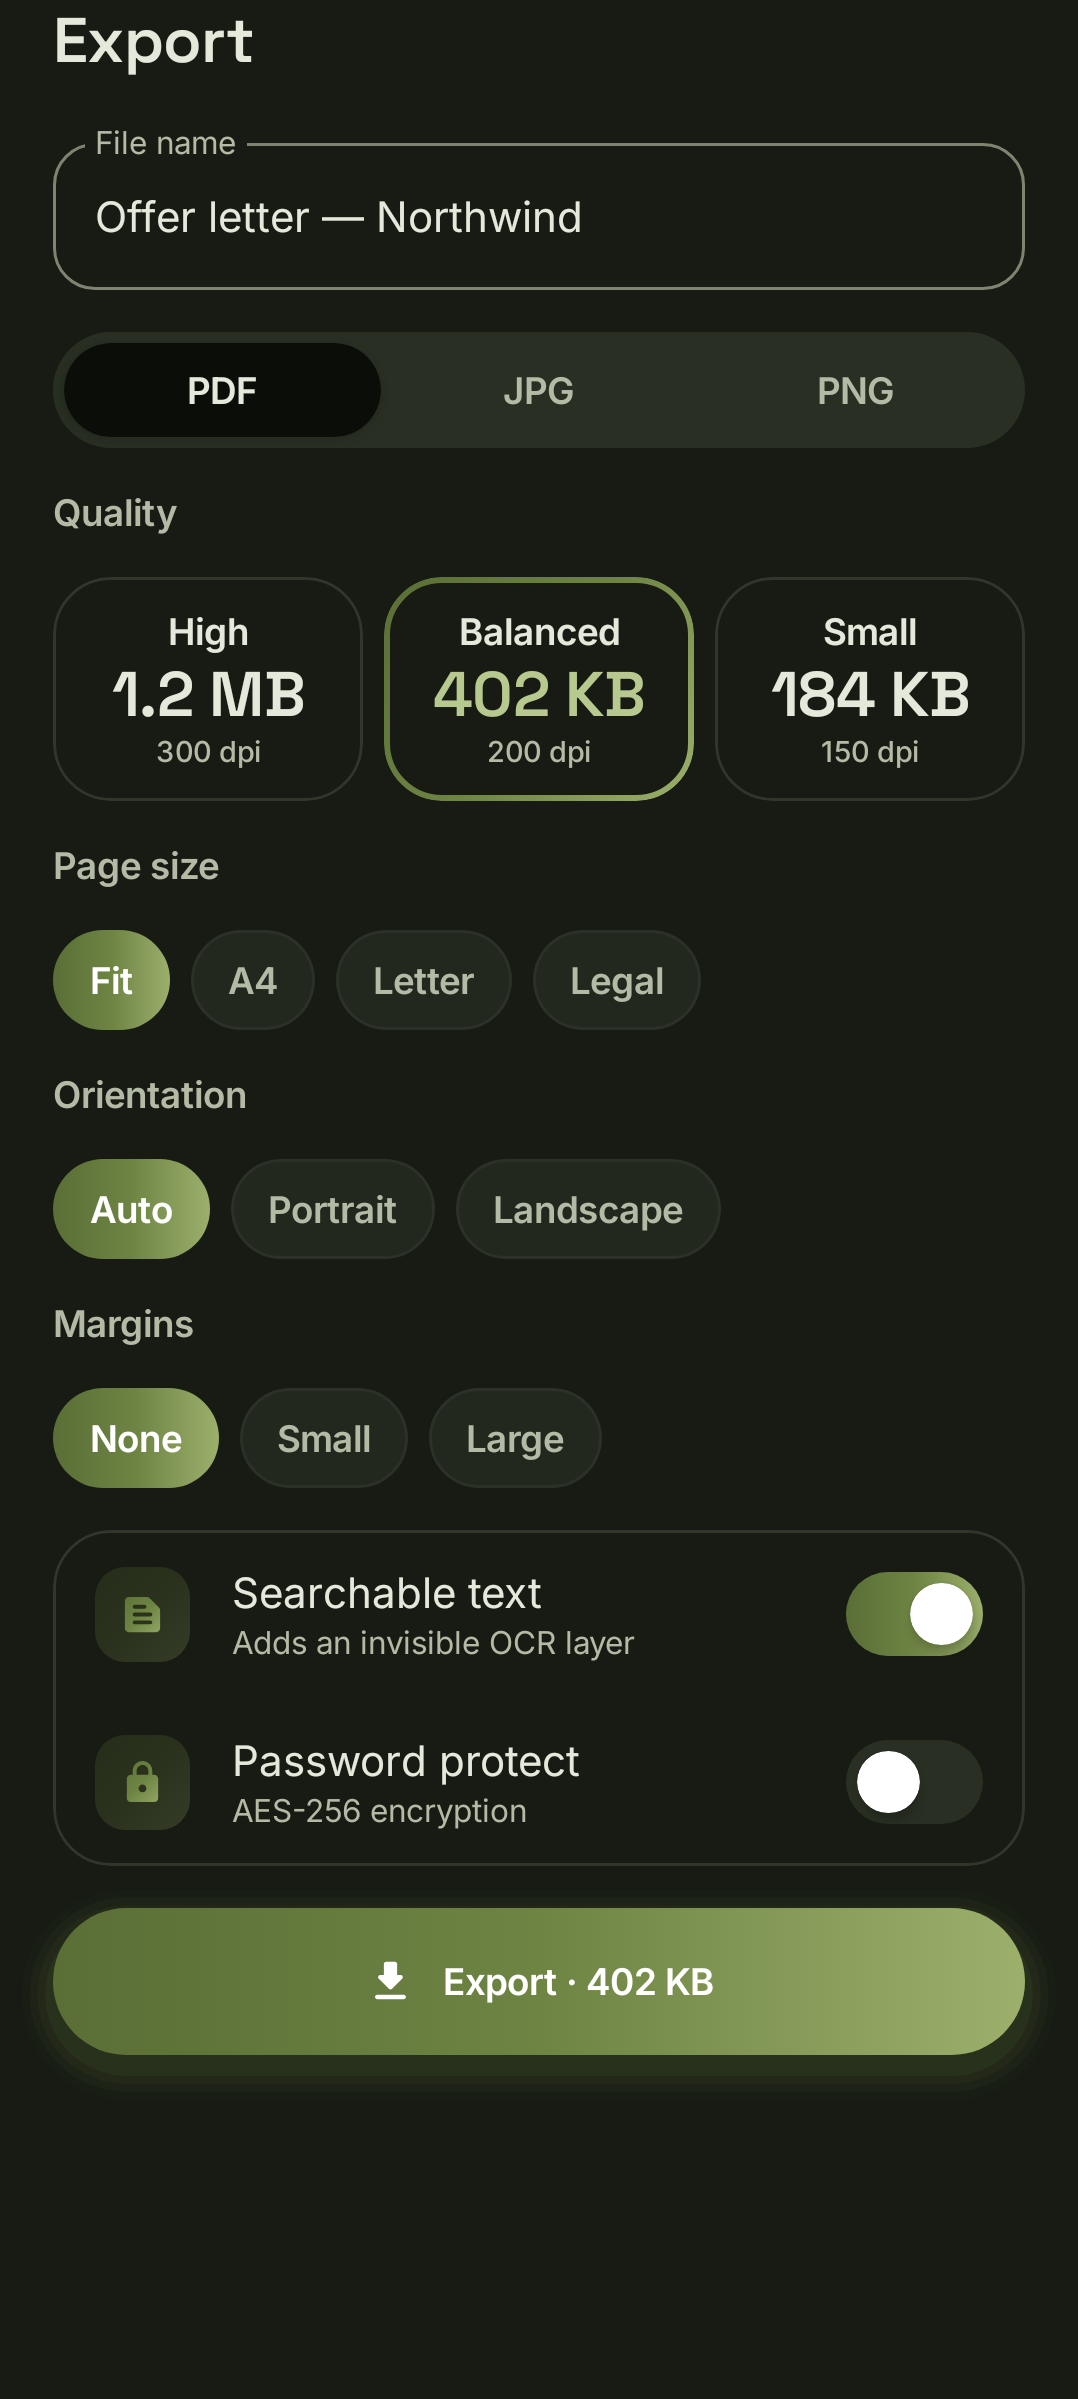 Export
File name
Offer letter — Northwind
PDF JPG PNG
Quality
High Balanced Small
1.2 MB 402 KB 184 KB
300 dpi 200 dpi 150 dpi
Page size
Fit A4 Letter Legal
Orientation
Auto Portrait Landscape
Margins
None Small Large
Searchable text
Adds an invisible OCR layer
Password protect
AES-256 encryption
Export · 402 KB